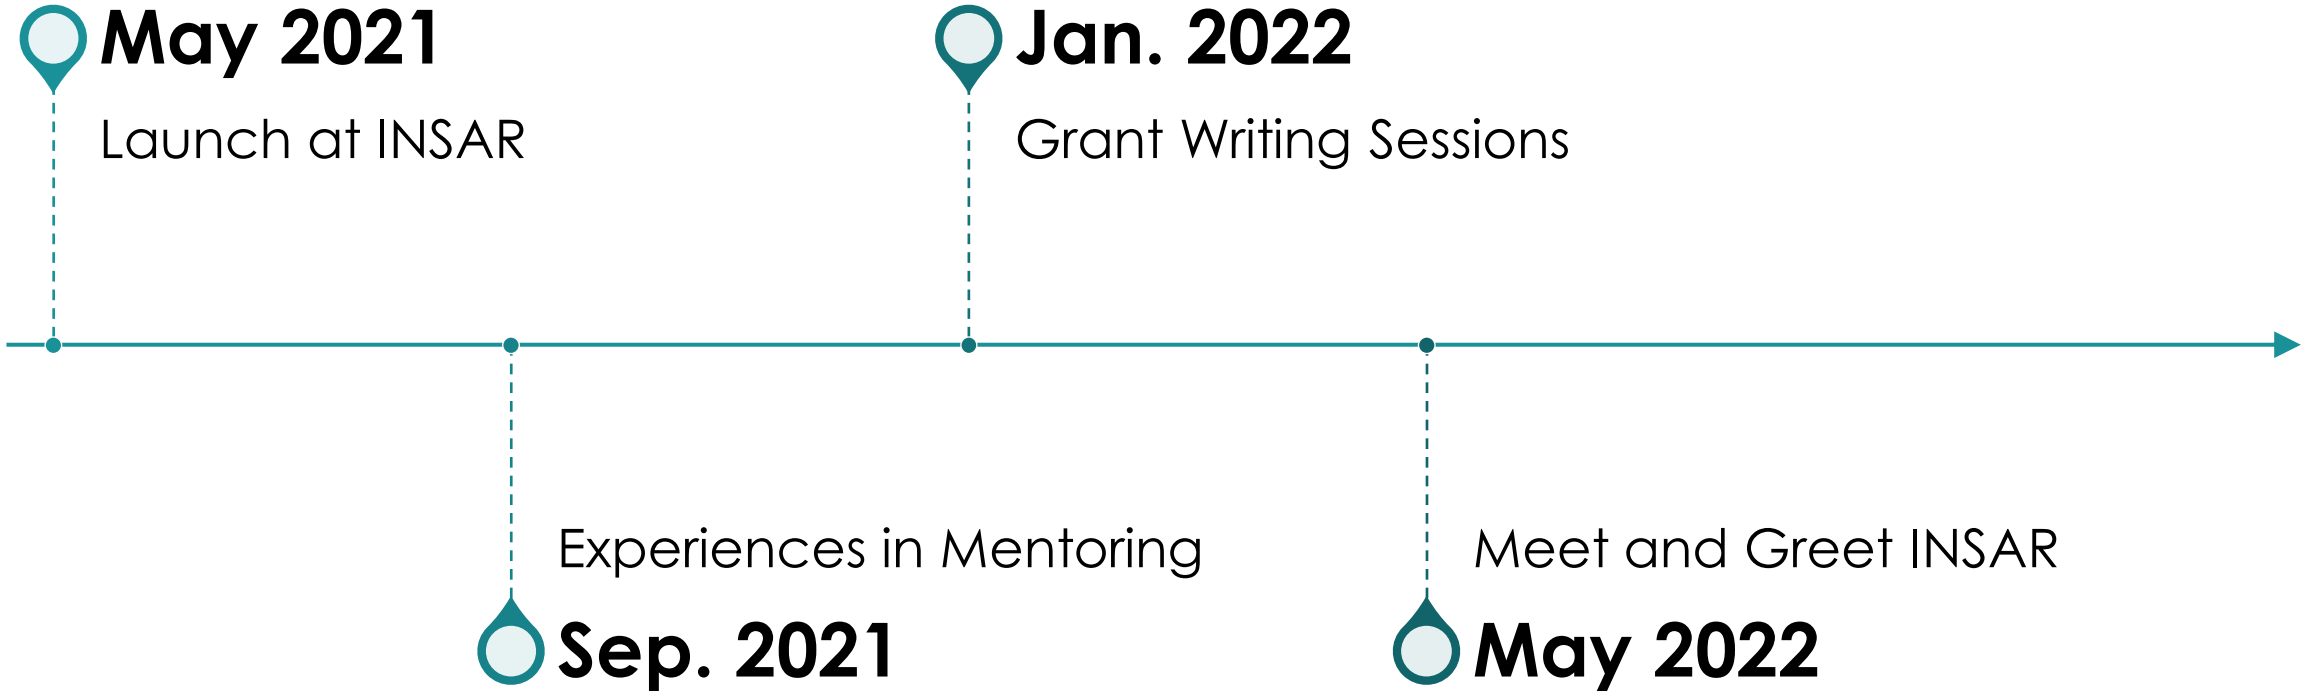 May 2021
Launch at INSAR
Jan. 2022
Grant Writing Sessions
Experiences in Mentoring
Sep. 2021
Meet and Greet INSAR
May 2022